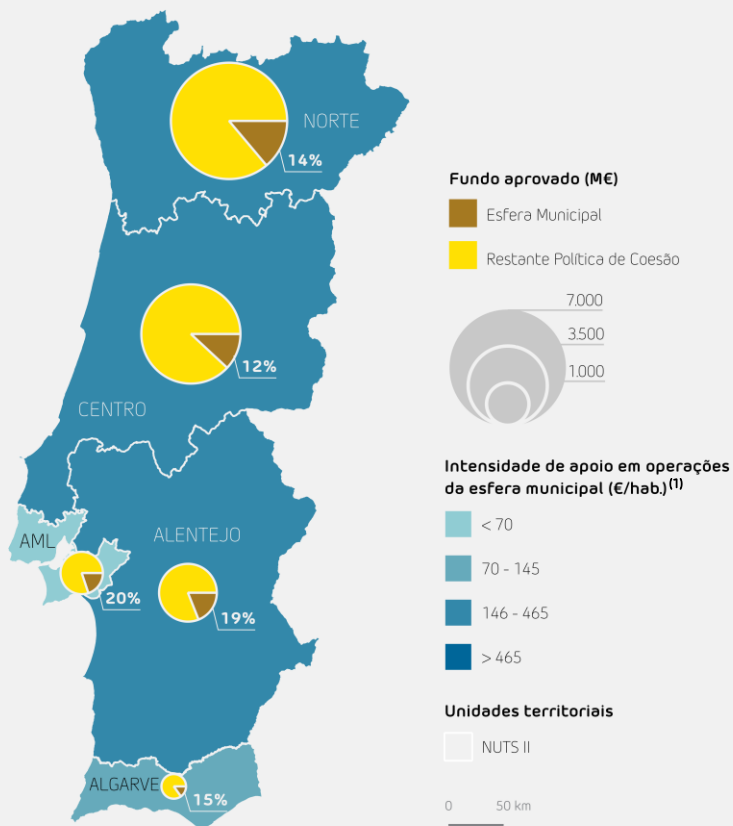 NORTE
14%
12%
CENTRO
AML
ALENTEJO
20%
19%
ALGARVE
15%
Fundo aprovado (M€)
Esfera Municipal
Restante Política de Coesão
7.000
3.500
1.000
Intensidade de apoio em operações
da esfera municipal (€/hab.)(1)
< 70
70 - 145
146 - 465
> 465
Unidades territoriais
NUTS II
0 50 km